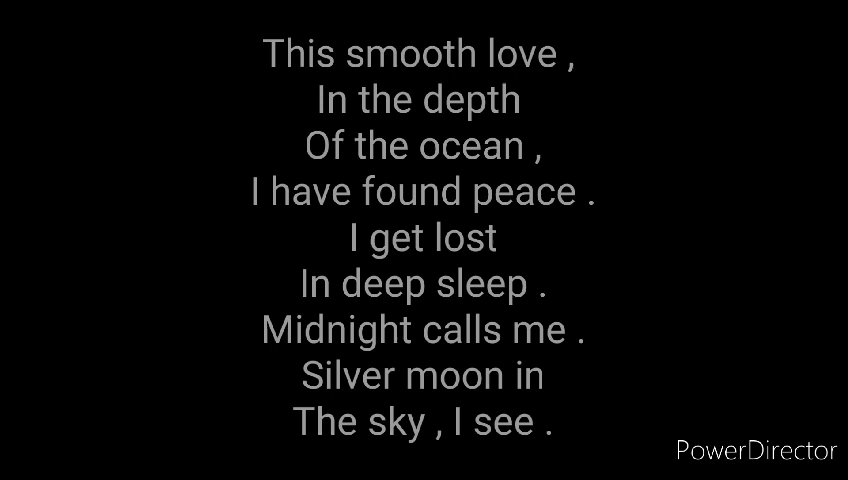 This smooth love ,
In the depth
Of the ocean ,
I have found peace .
I get lost
In deep sleep .
Midnight calls me .
Silver moon in
The sky , I see .
PowerDirector